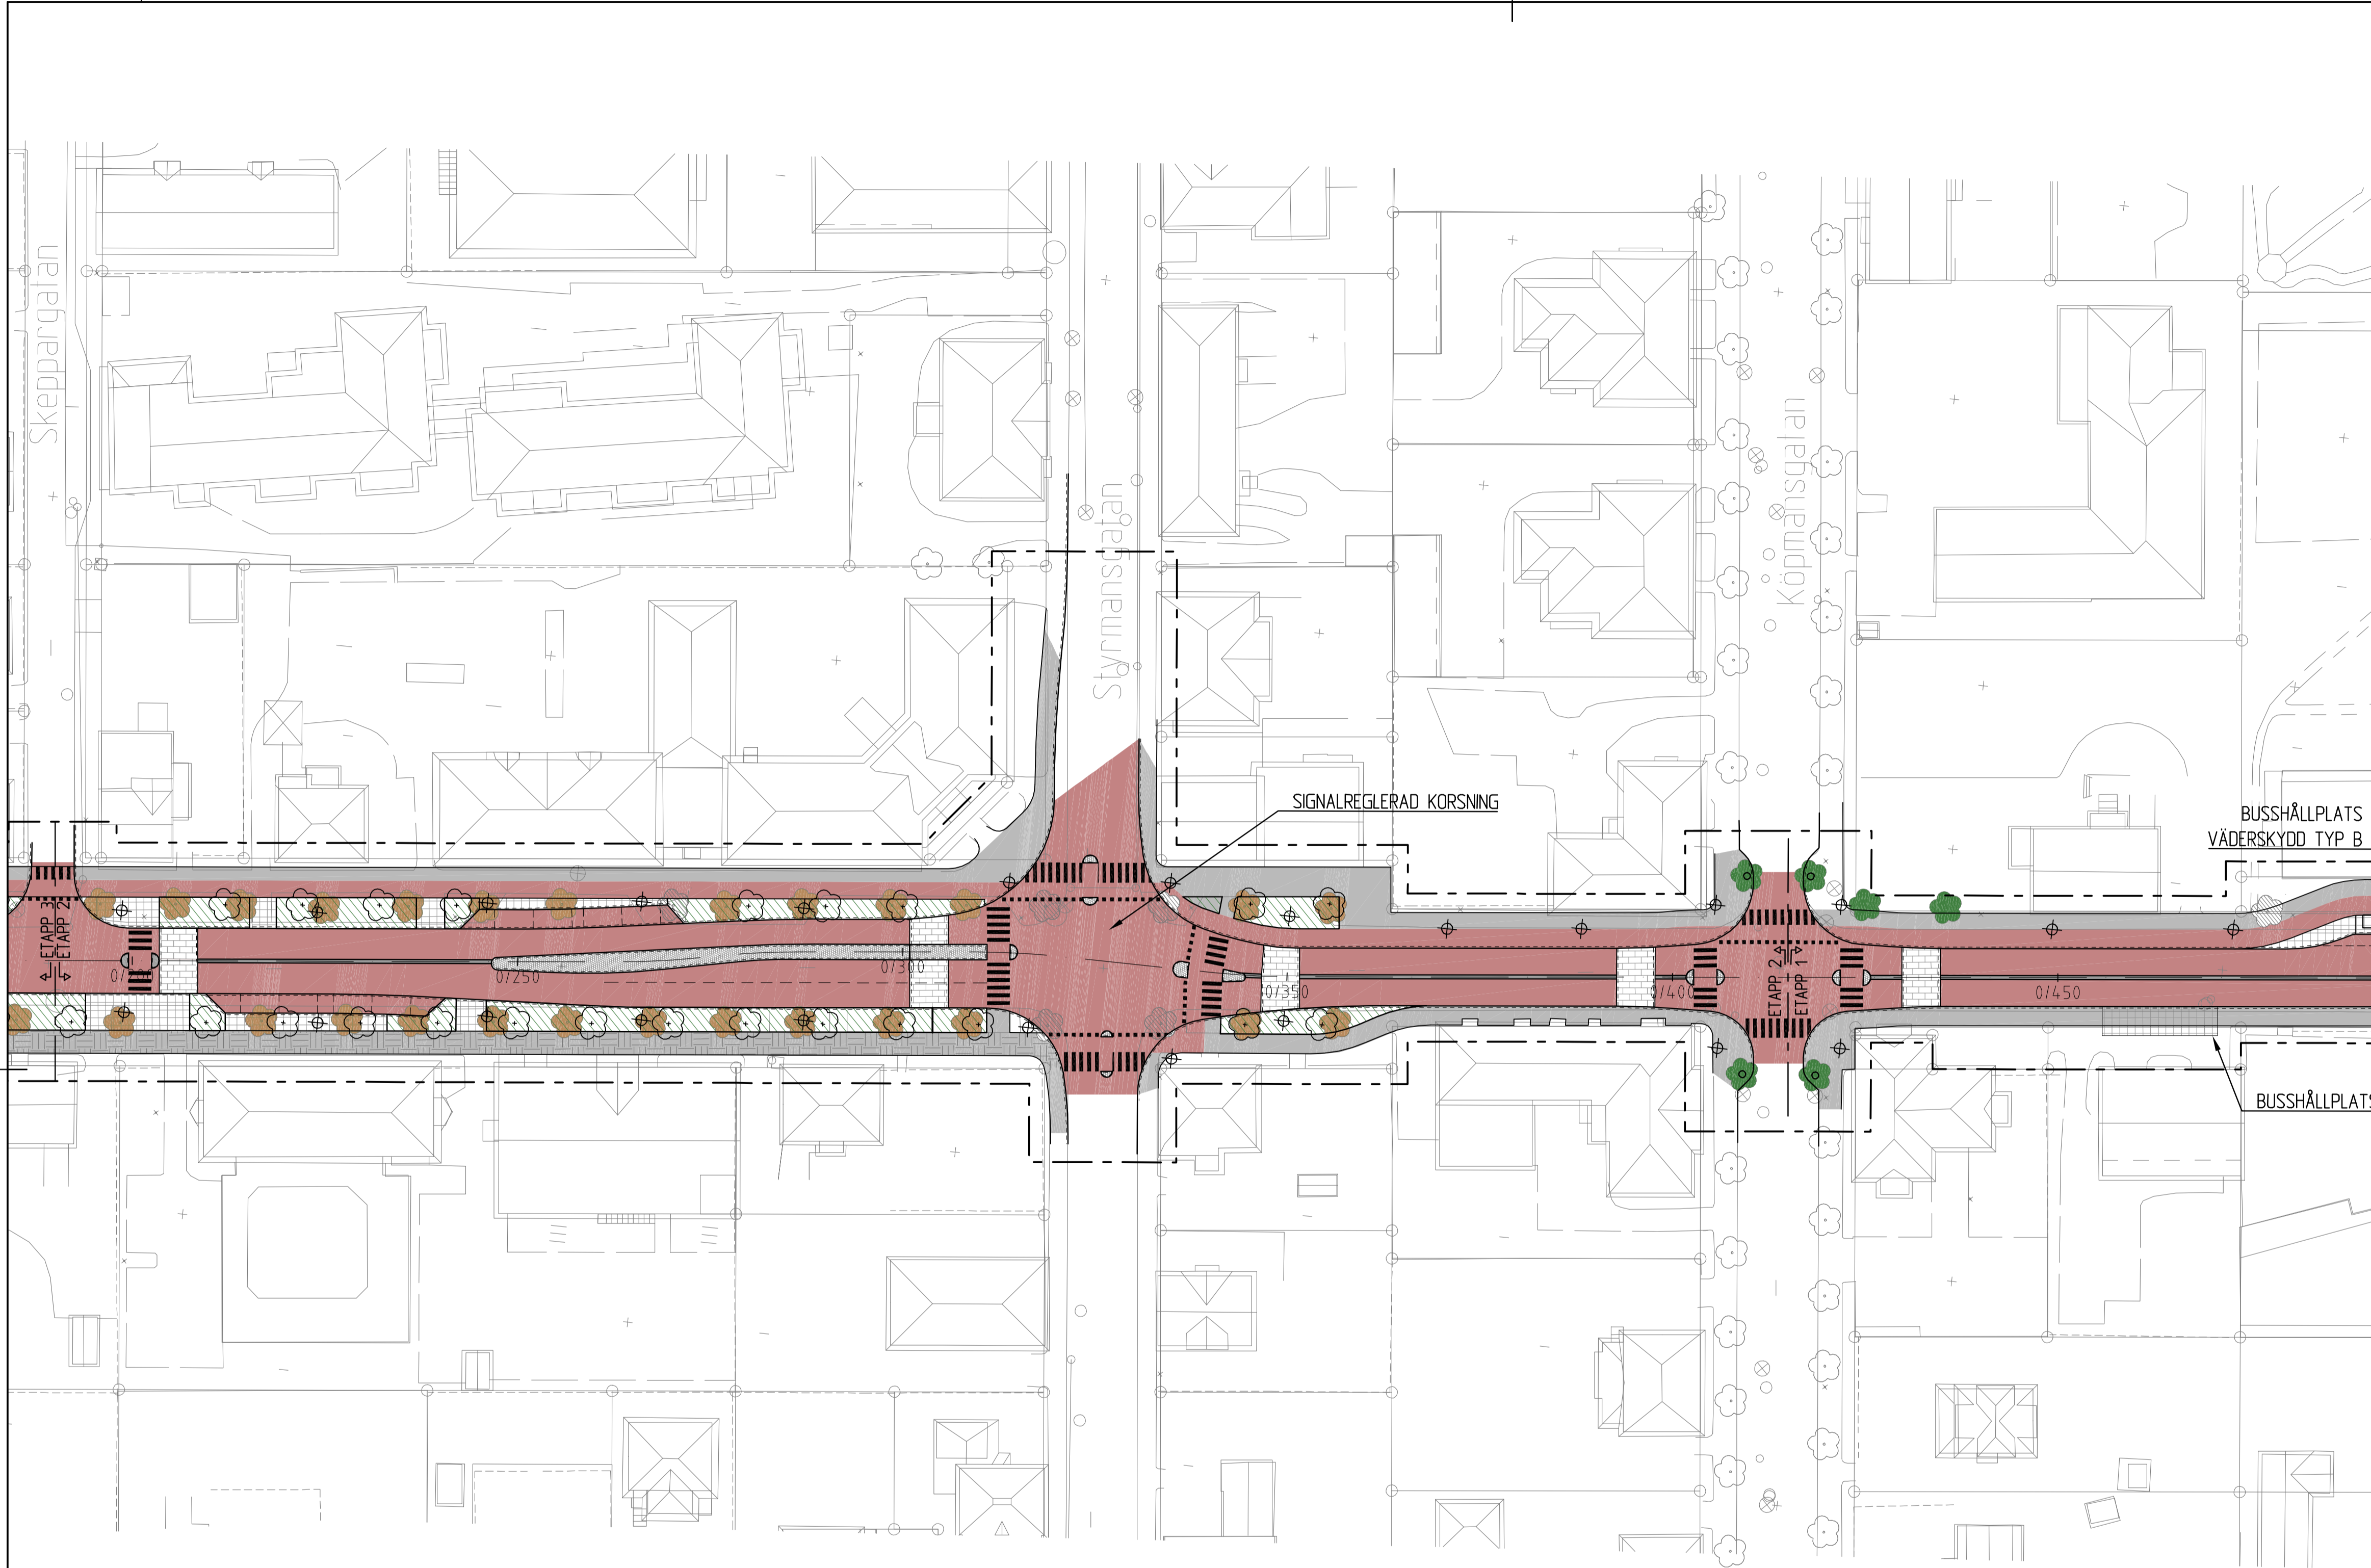 Skeppargatan
Styrmansgatan
Köpmansgatan
SIGNALREGLERAD KORSNING
BUSSHÅLLPLATS
VÄDERSKYDD TYP B
ETAPP 3
ETAPP 2
0/250
0/300
0/350
0/400
ETAPP 2
ETAPP 1
0/450
BUSSHÅLLPLATS